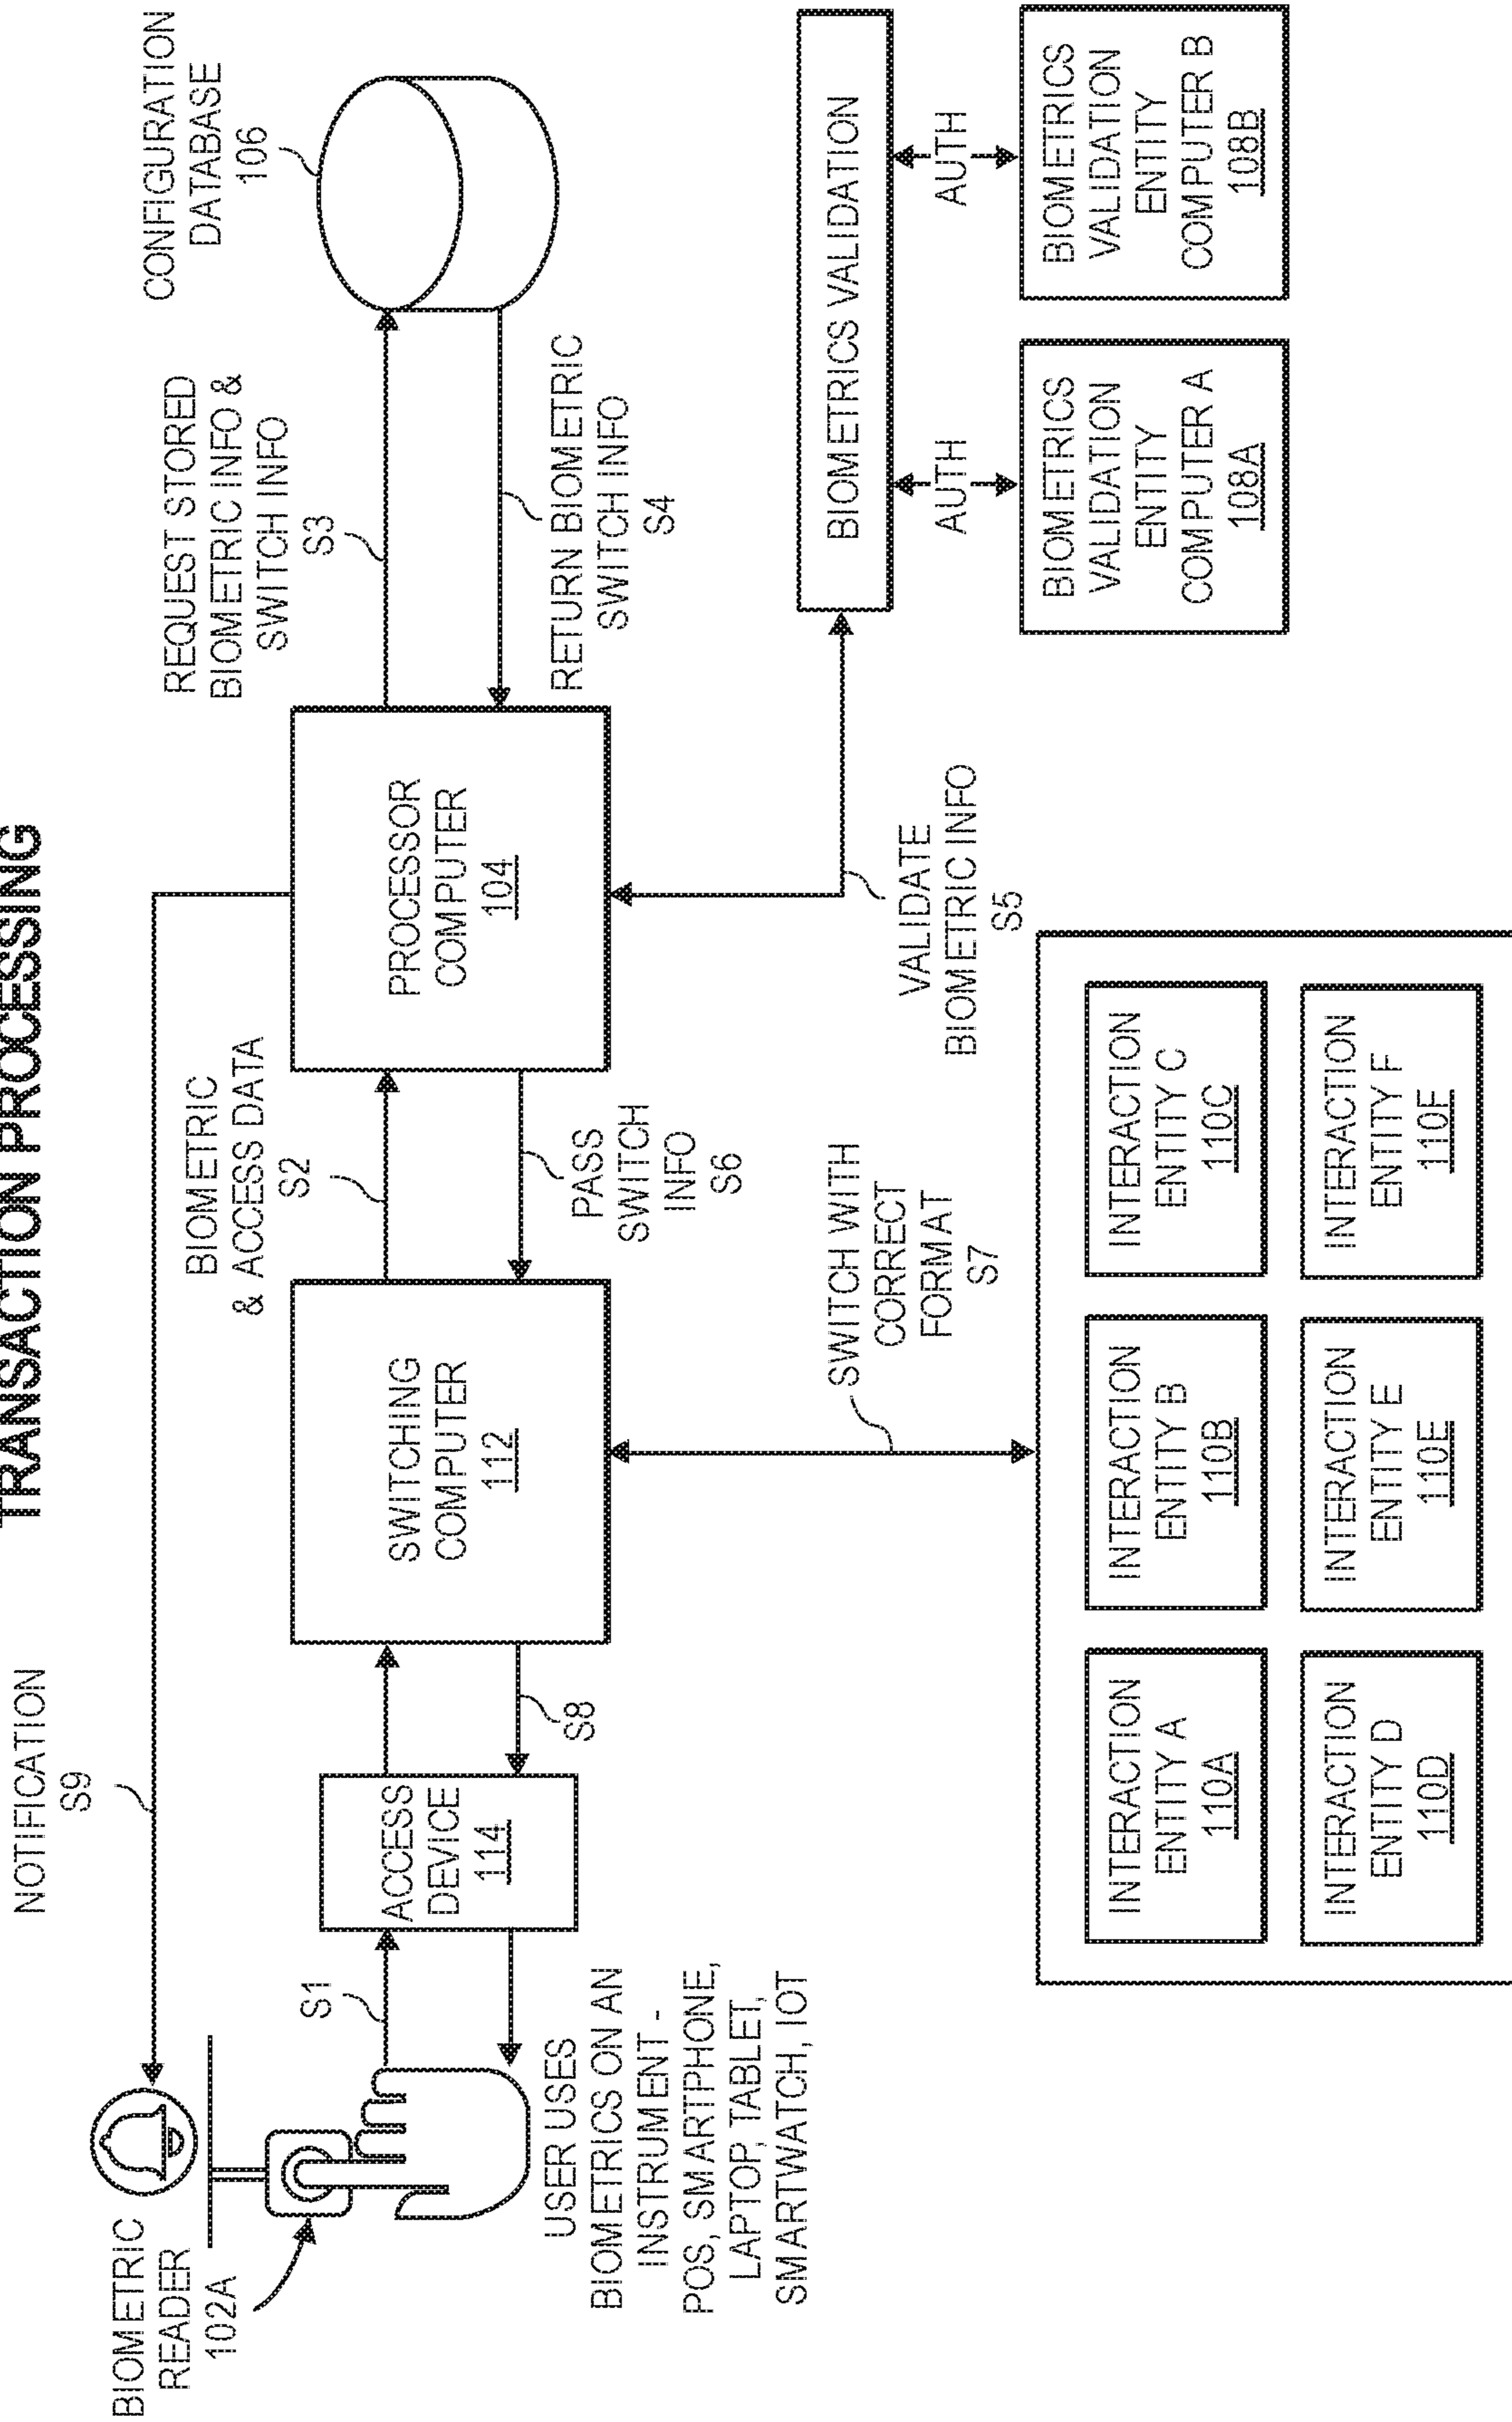 TRANSACTION PROCESSING
NOTIFICATION
S9
BIOMETRIC
READER
102A
S1
USER USES
BIOMETRICS ON AN
INSTRUMENT -
POS, SMARTPHONE,
LAPTOP, TABLET,
SMARTWATCH, IOT
ACCESS
DEVICE
114
S8
SWITCHING
COMPUTER
112
BIOMETRIC
& ACCESS DATA
S2
PASS
SWITCH
INFO
S6
PROCESSOR
COMPUTER
104
REQUEST STORED
BIOMETRIC INFO &
SWITCH INFO
S3
RETURN BIOMETRIC
SWITCH INFO
S4
CONFIGURATION
DATABASE
106
SWITCH WITH
CORRECT
FORMAT
S7
VALIDATE
BIOMETRIC INFO
S5
BIOMETRICS VALIDATION
AUTH
AUTH
BIOMETRICS
VALIDATION
ENTITY
COMPUTER A
108A
BIOMETRICS
VALIDATION
ENTITY
COMPUTER B
108B
INTERACTION
ENTITY A
110A
INTERACTION
ENTITY B
110B
INTERACTION
ENTITY C
110C
INTERACTION
ENTITY D
110D
INTERACTION
ENTITY E
110E
INTERACTION
ENTITY F
110F